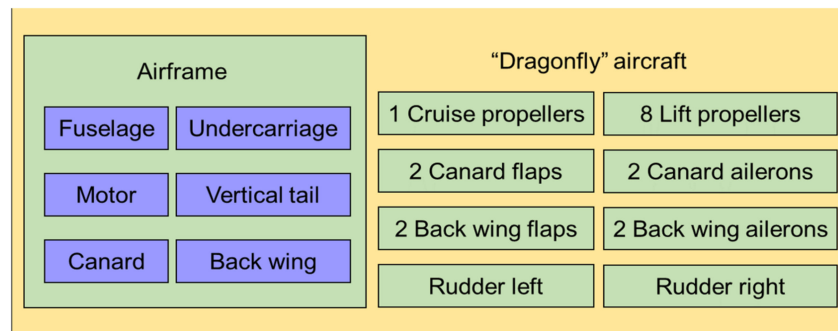 Airframe
Fuselage
Undercarriage
Motor
Vertical tail
Canard
Back wing
“Dragonfly” aircraft
1 Cruise propellers
8 Lift propellers
2 Canard flaps
2 Canard ailerons
2 Back wing flaps
2 Back wing ailerons
Rudder left
Rudder right